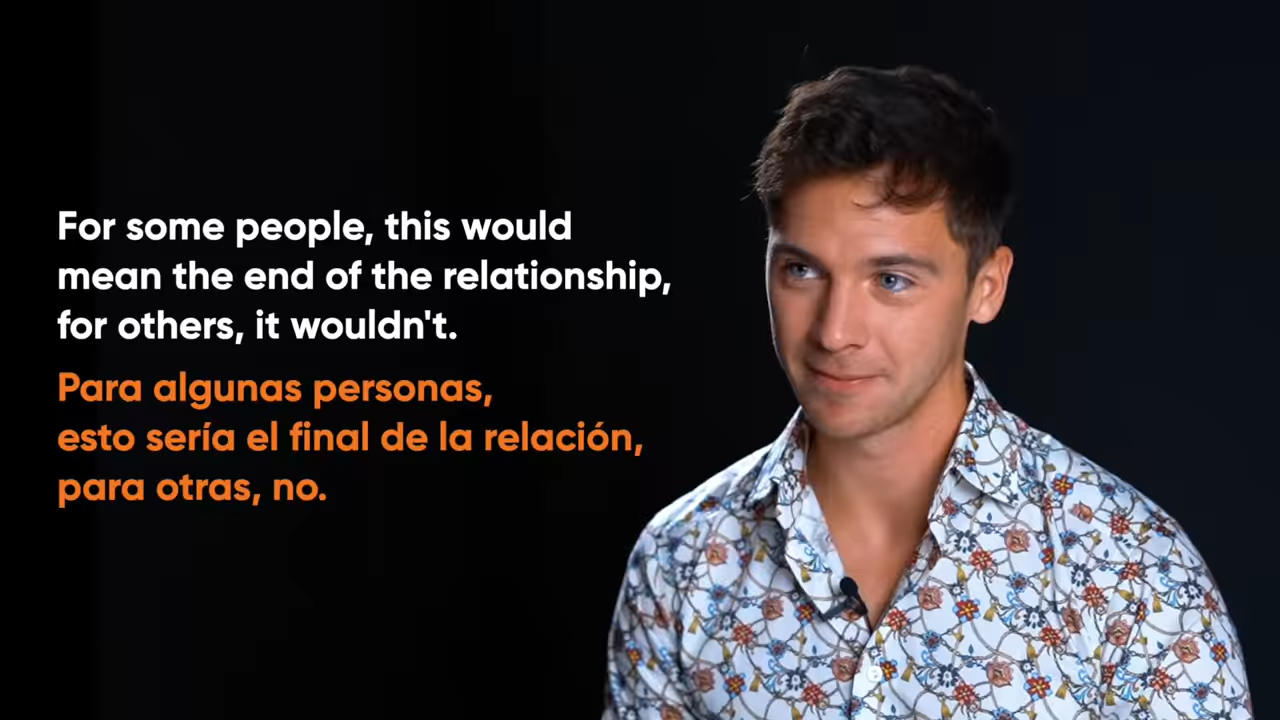 For some people, this would
mean the end of the relationship,
for others, it wouldn't.
Para algunas personas,
esto sería el final de la relación,
para otras, no.